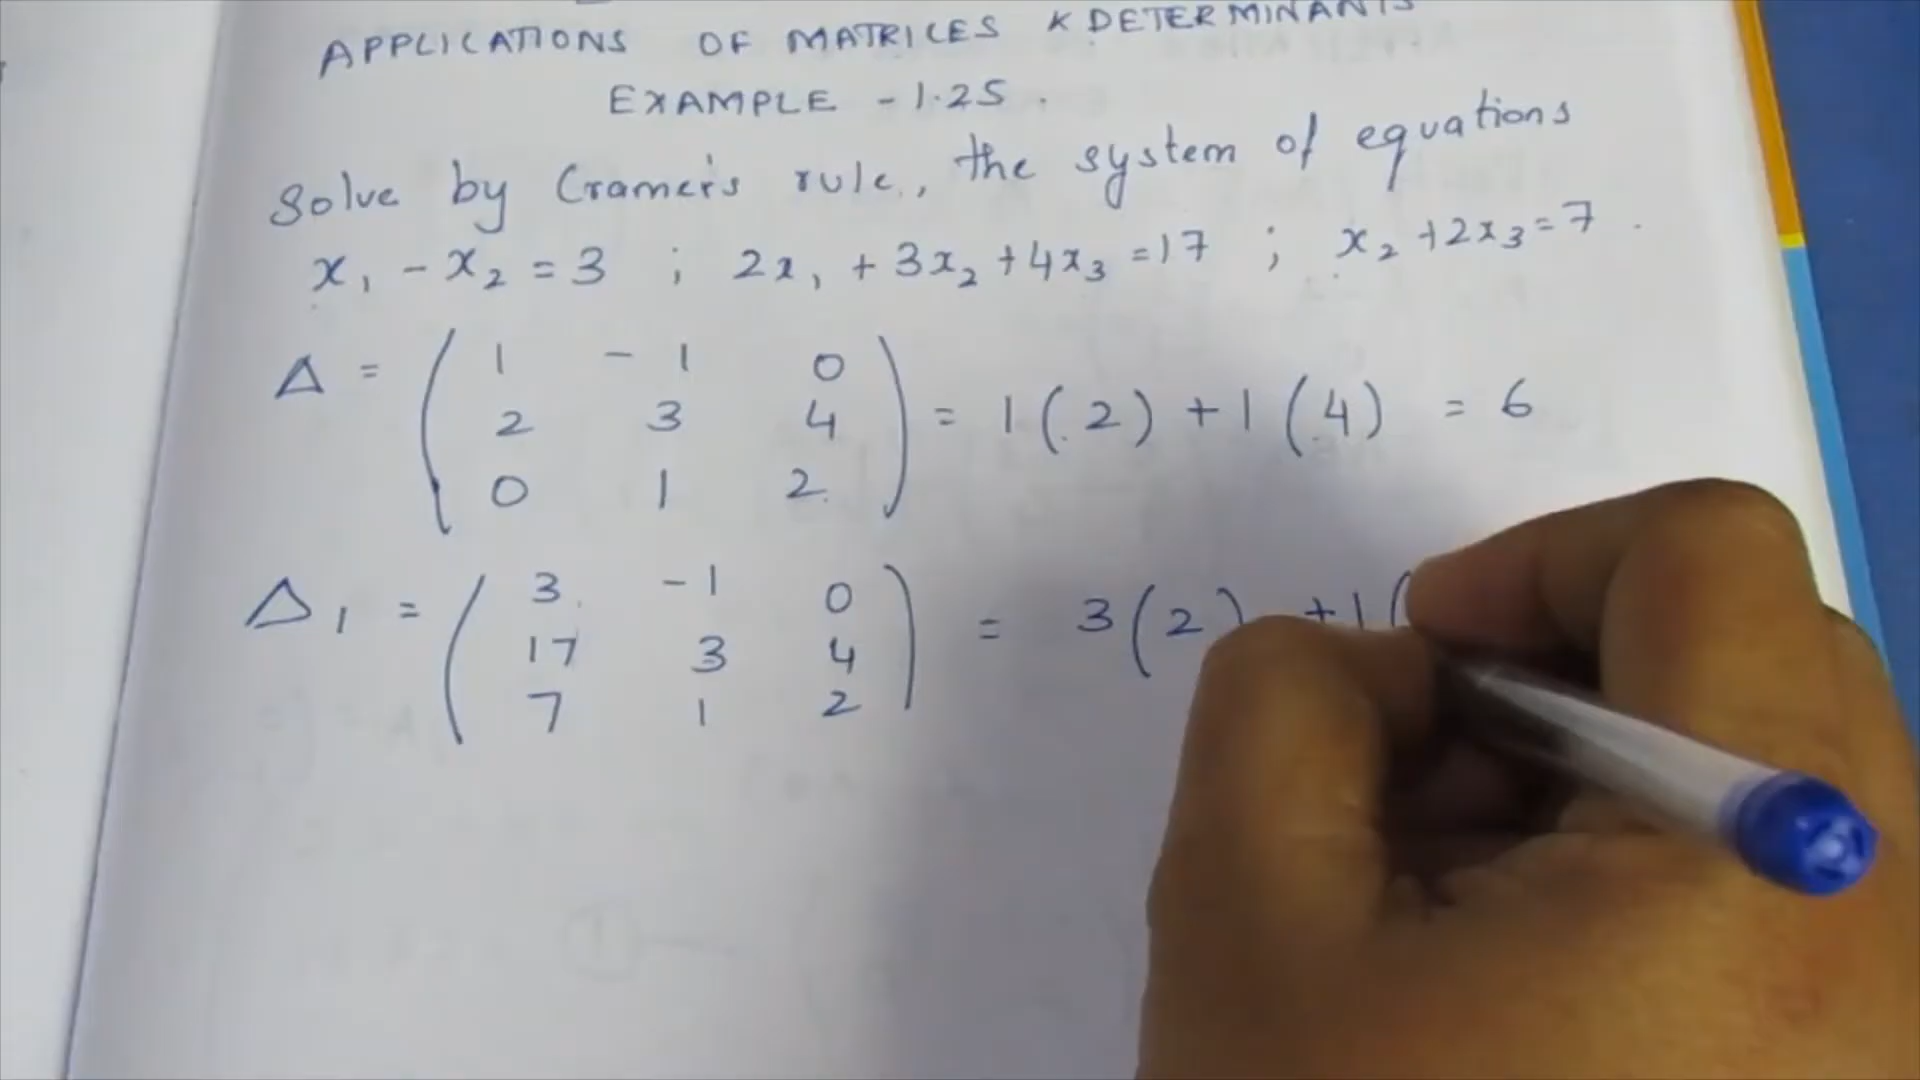 APPLICATIONS OF MATRICES & DETERMINANTS
EXAMPLE - 1.25.
Solve by Cramer's rule, the system of equations
x₁ - x₂ = 3 ; 2x₁ + 3x₂ + 4x₃ = 17 ; x₂ + 2x₃ = 7.
Δ = ( 1 -1 0
2 3 4
0 1 2 ) = 1(2) + 1(4) = 6
Δ₁ = ( 3 -1 0
17 3 4
7 1 2 ) = 3(2) + 1(